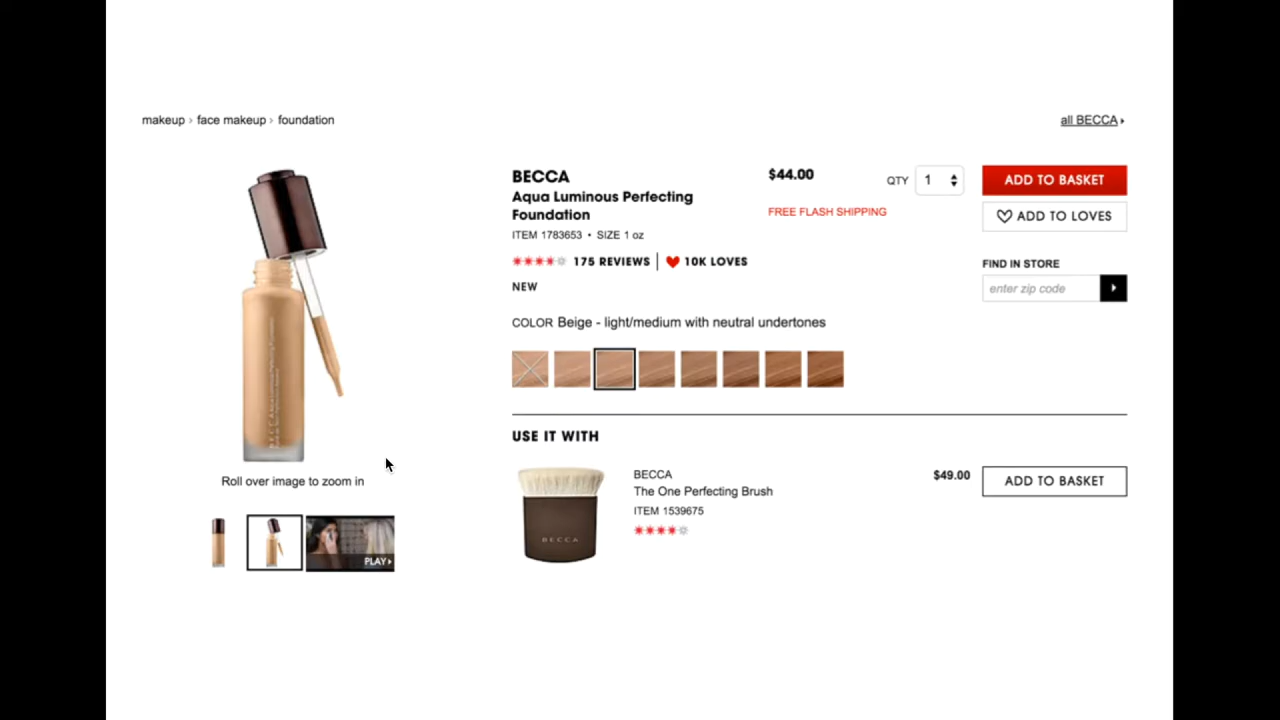 makeup › face makeup › foundation
all BECCA ▸
BECCA
Aqua Luminous Perfecting
Foundation
ITEM 1783653 • SIZE 1 oz
175 REVIEWS
10K LOVES
NEW
$44.00
FREE FLASH SHIPPING
QTY 1
ADD TO BASKET
ADD TO LOVES
FIND IN STORE
enter zip code
COLOR Beige - light/medium with neutral undertones
Roll over image to zoom in
PLAY
USE IT WITH
BECCA
BECCA
The One Perfecting Brush
ITEM 1539675
$49.00
ADD TO BASKET